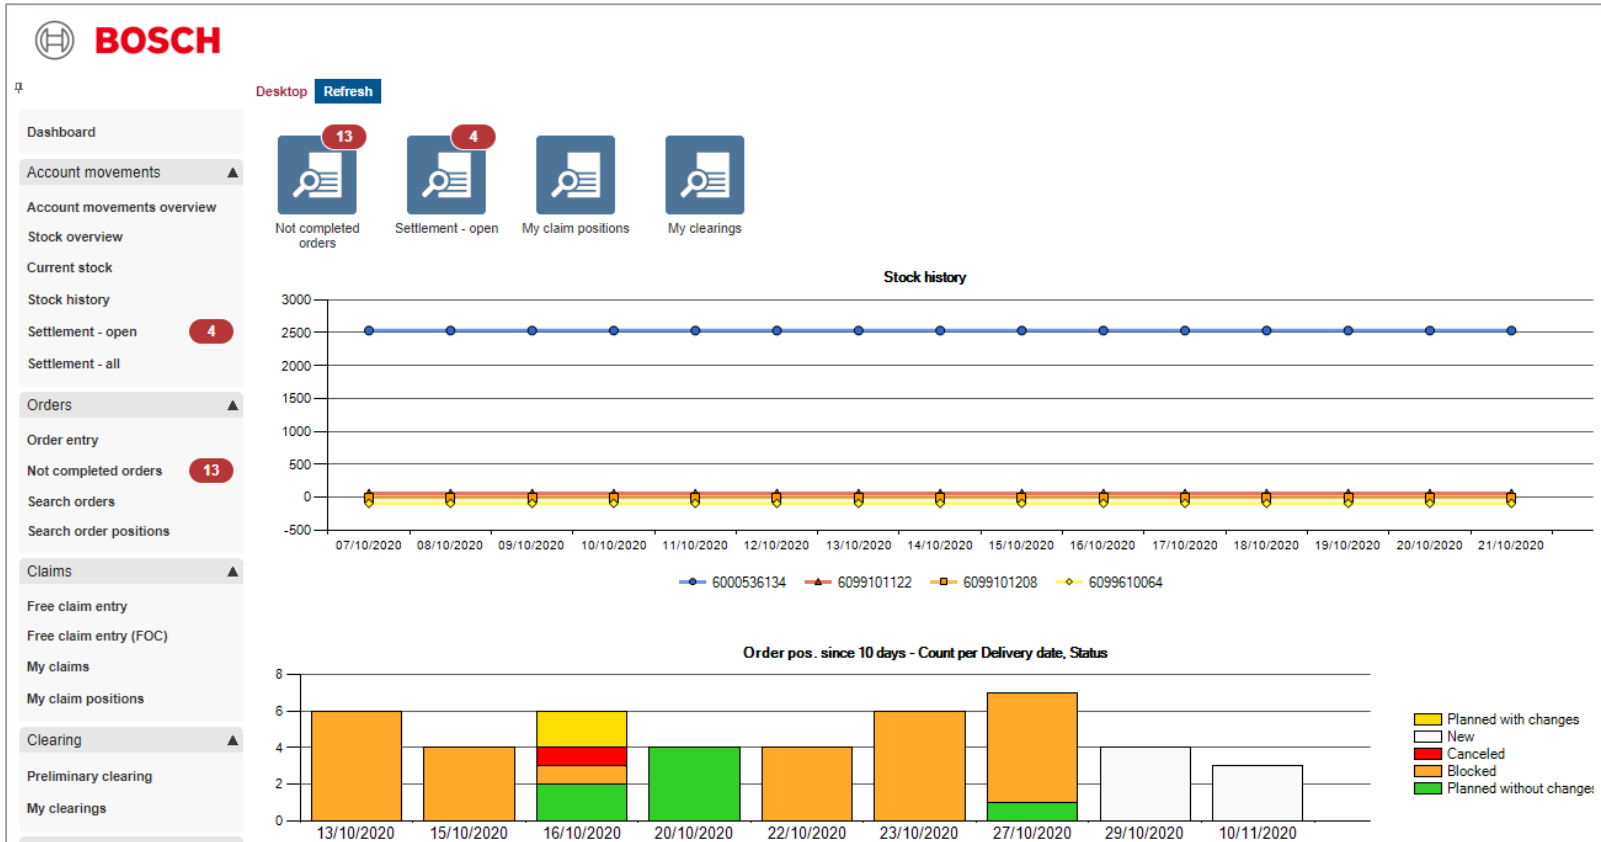 BOSCH
Desktop Refresh
Dashboard
Account movements
Account movements overview
Stock overview
Current stock
Stock history
Settlement - open 4
Settlement - all
Orders
Order entry
Not completed orders 13
Search orders
Search order positions
Claims
Free claim entry
Free claim entry (FOC)
My claims
My claim positions
Clearing
Preliminary clearing
My clearings
13 4
Not completed orders
Settlement - open
My claim positions
My clearings
Stock history
3000
2500
2000
1500
1000
500
0
-500
07/10/2020 08/10/2020 09/10/2020 10/10/2020 11/10/2020 12/10/2020 13/10/2020 14/10/2020 15/10/2020 16/10/2020 17/10/2020 18/10/2020 19/10/2020 20/10/2020 21/10/2020
6000536134 6099101122 6099101208 6099610064
Order pos. since 10 days - Count per Delivery date, Status
8
6
4
2
0
13/10/2020 15/10/2020 16/10/2020 20/10/2020 22/10/2020 23/10/2020 27/10/2020 29/10/2020 10/11/2020
Planned with changes
New
Canceled
Blocked
Planned without changes